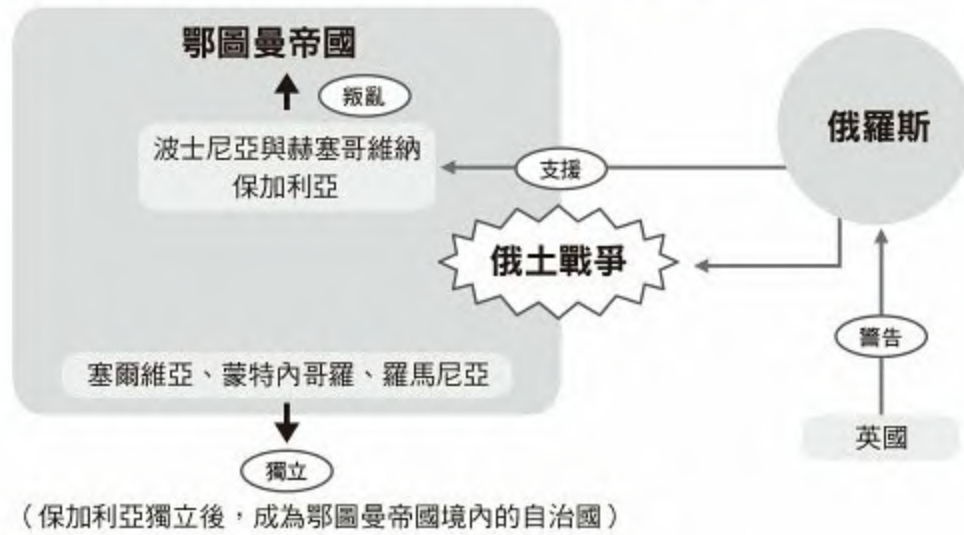 鄂圖曼帝國
叛亂
波士尼亞與赫塞哥維納
保加利亞
支援
俄羅斯
俄土戰爭
警告
塞爾維亞、蒙特內哥羅、羅馬尼亞
英國
獨立
（保加利亞獨立後，成為鄂圖曼帝國境內的自治國）